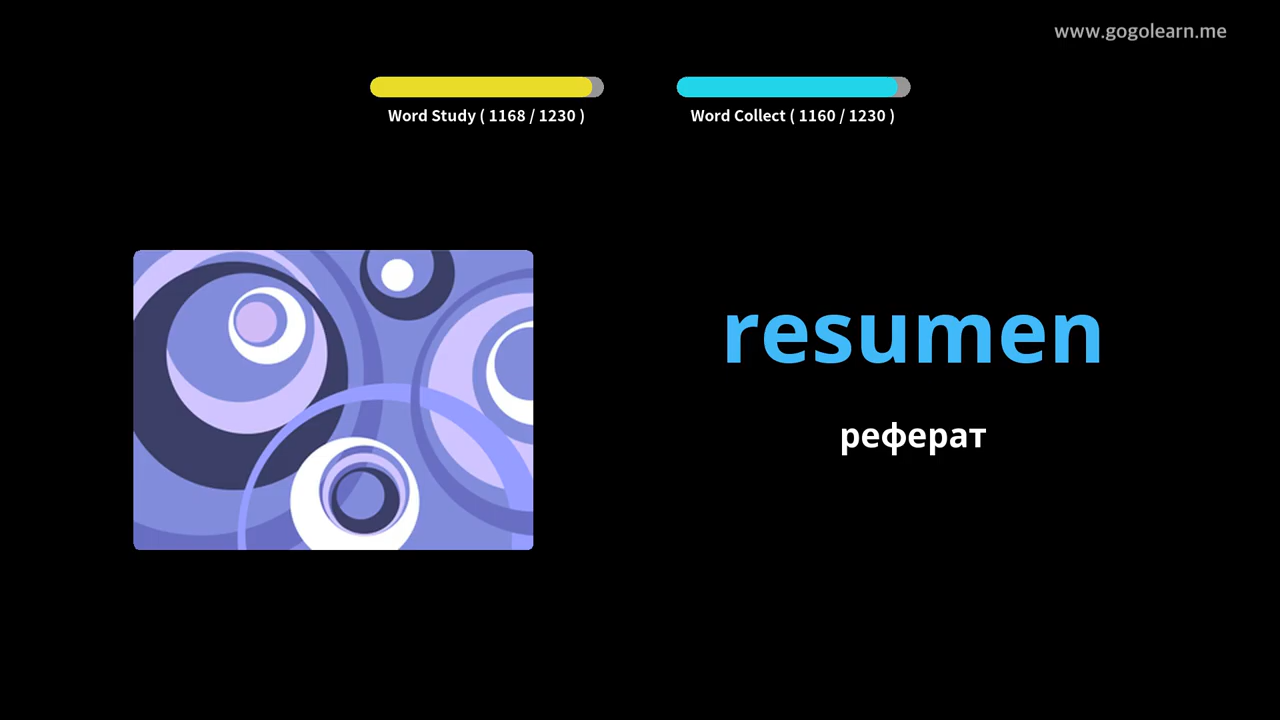 www.gogolearn.me
Word Study ( 1168 / 1230 )
Word Collect ( 1160 / 1230 )
resumen
реферат